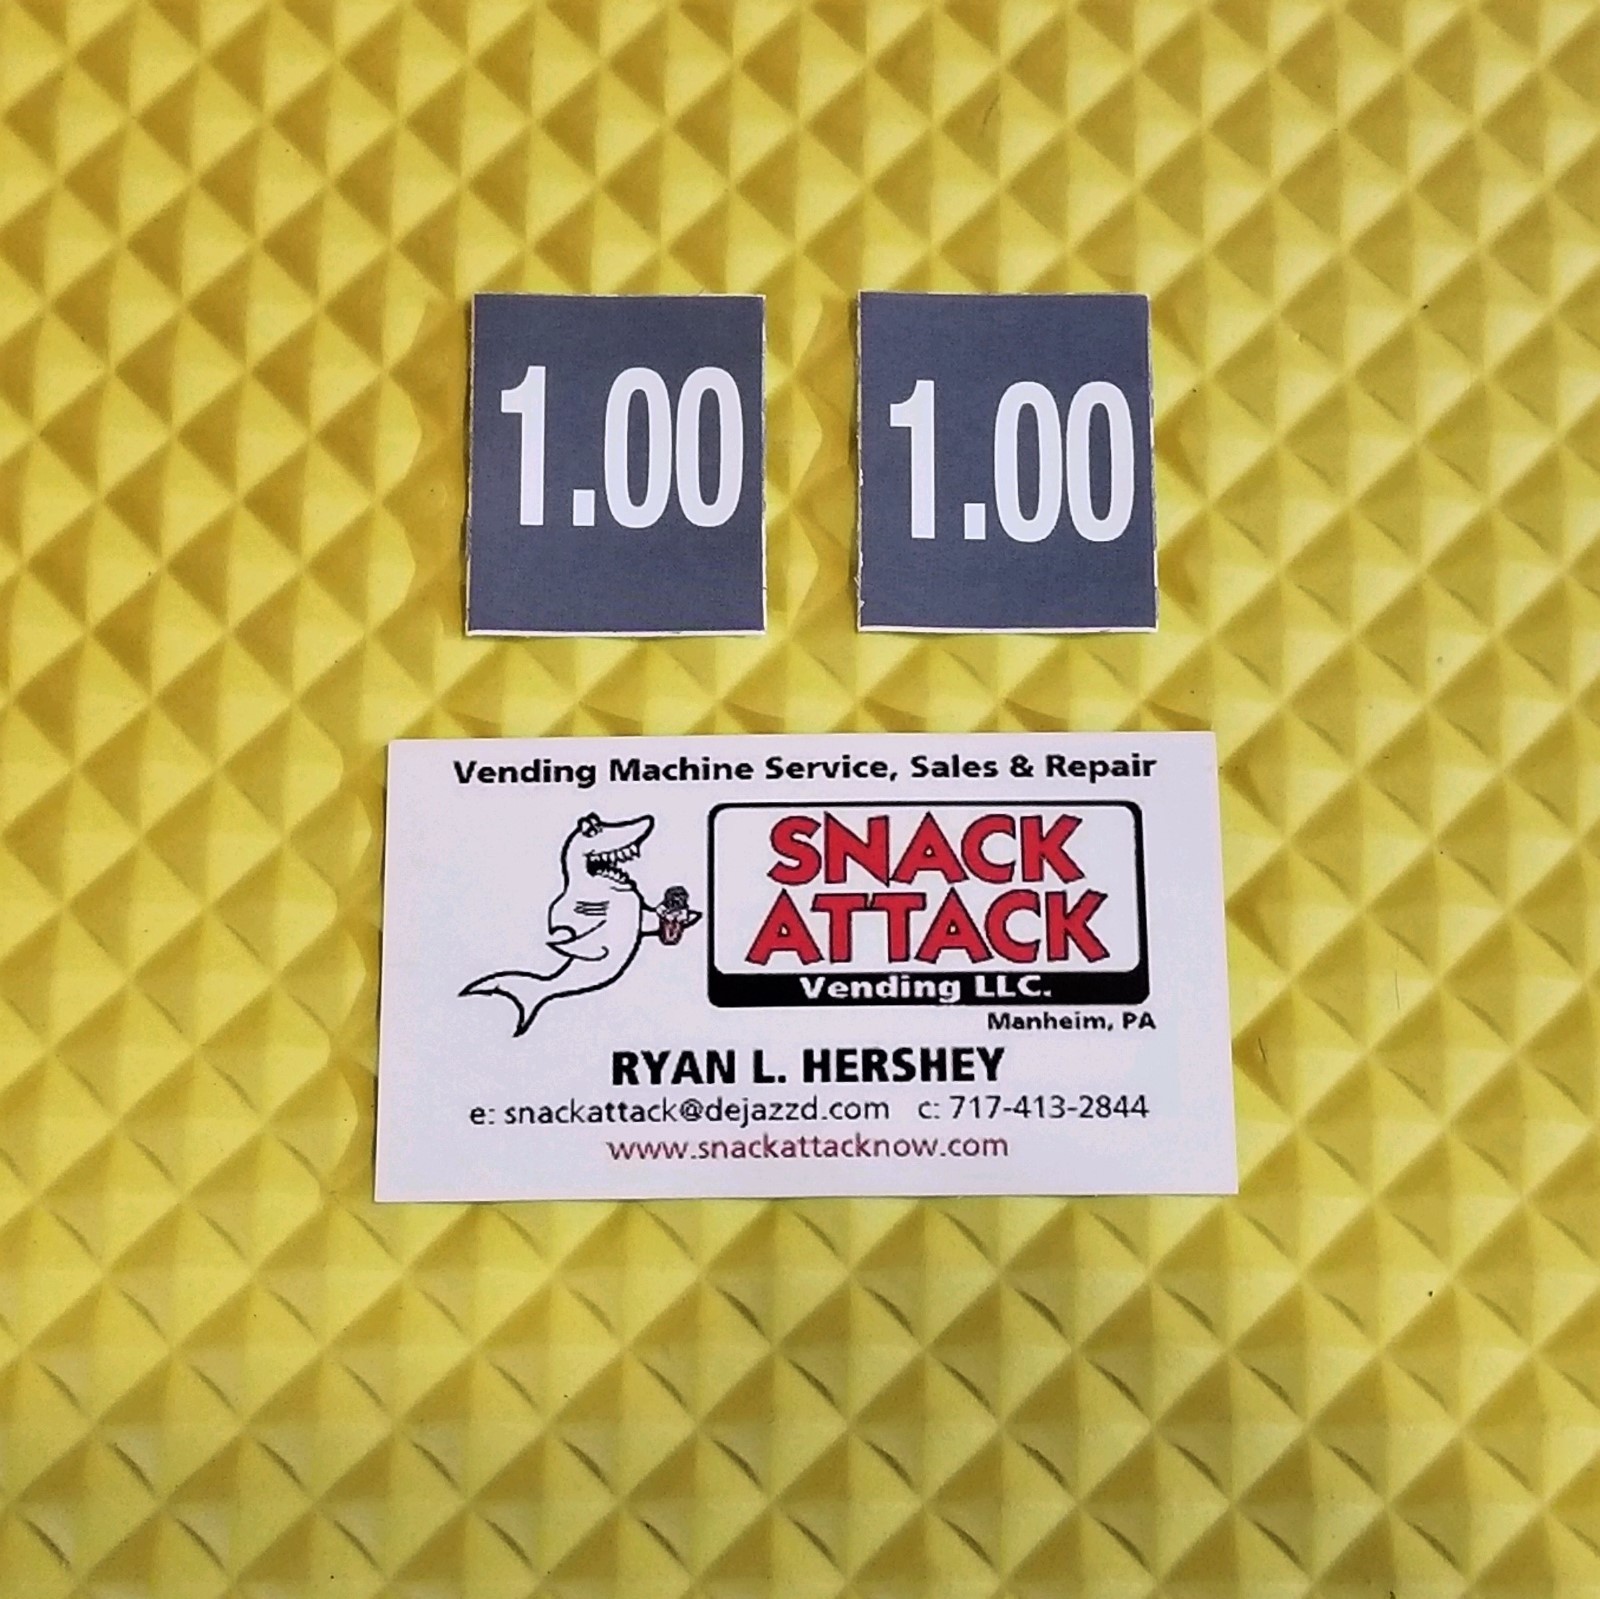 1.00
1.00
Vending Machine Service, Sales & Repair
SNACK
ATTACK
Vending LLC.
Manheim, PA
RYAN L. HERSHEY
e: snackattack@dejazzd.com c: 717-413-2844
www.snackattacknow.com